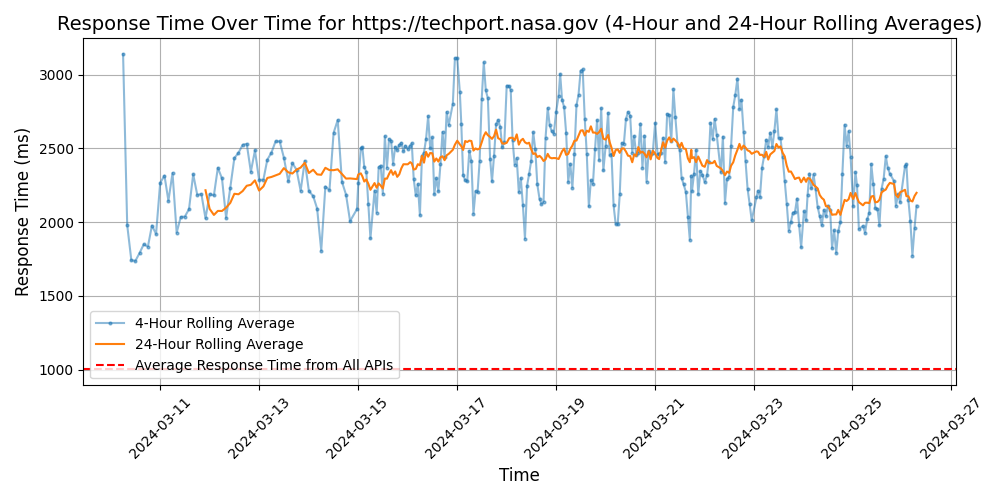 Response Time Over Time for https://techport.nasa.gov (4-Hour and 24-Hour Rolling Averages)
Response Time (ms)
3000
2500
2000
1500
1000
4-Hour Rolling Average
24-Hour Rolling Average
Average Response Time from All APIs
2024-03-11
2024-03-13
2024-03-15
2024-03-17
2024-03-19
2024-03-21
2024-03-23
2024-03-25
2024-03-27
Time